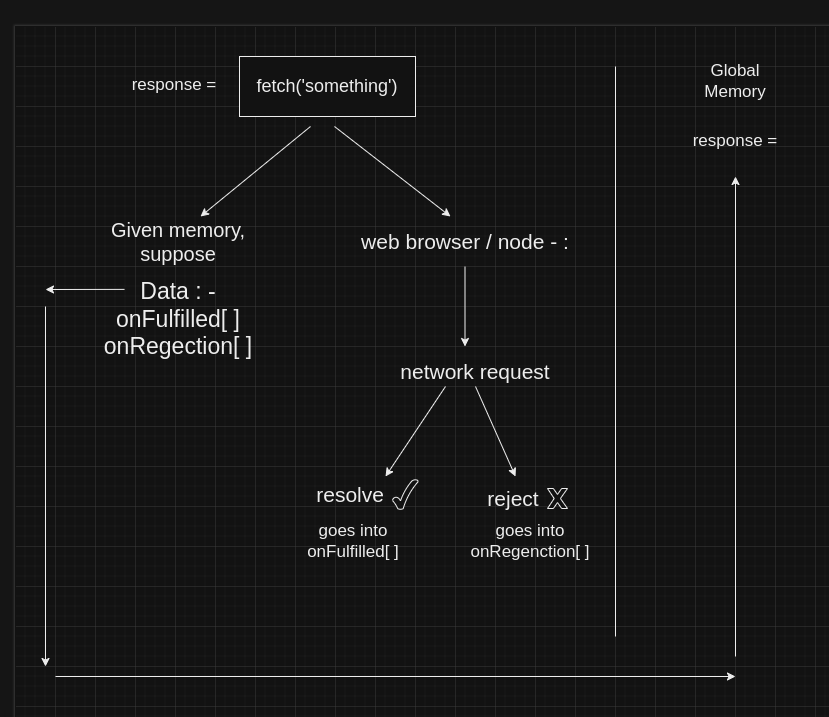 response =
fetch('something')
Global
Memory
response =
Given memory,
suppose
web browser / node - :
Data : -
onFulfilled[ ]
onRegection[ ]
network request
resolve
reject
goes into
onFulfilled[ ]
goes into
onRegenction[ ]